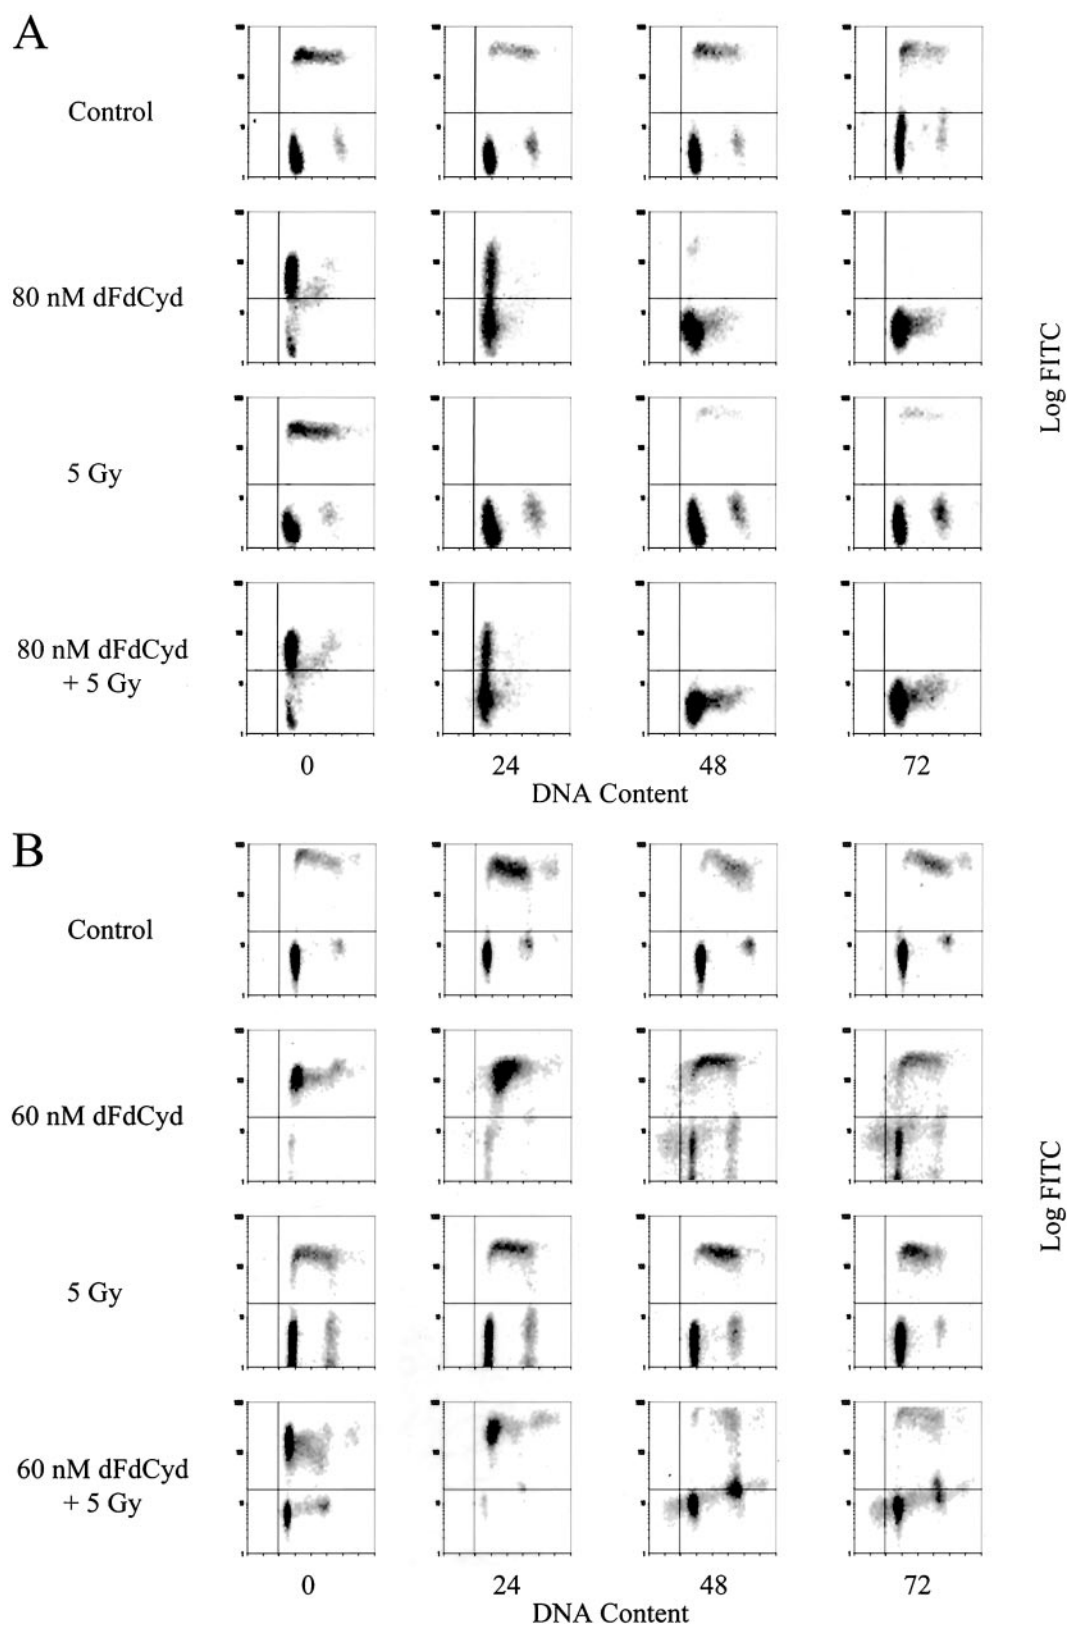 A
Control
80 nM dFdCyd
5 Gy
80 nM dFdCyd
+ 5 Gy
Log FITC
0 24 48 72
DNA Content
B
Control
60 nM dFdCyd
5 Gy
60 nM dFdCyd
+ 5 Gy
Log FITC
0 24 48 72
DNA Content